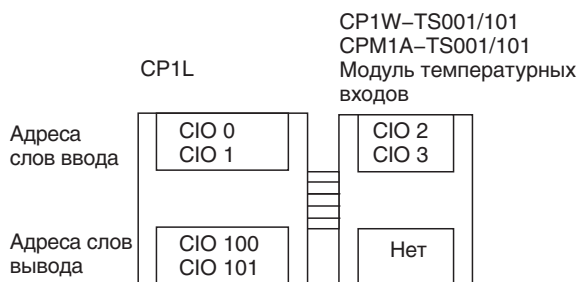 CP1W–TS001/101
CPM1A–TS001/101
Модуль температурных
входов
CP1L
Адреса
слов ввода
CIO 0
CIO 1
CIO 2
CIO 3
Адреса слов
вывода
CIO 100
CIO 101
Нет